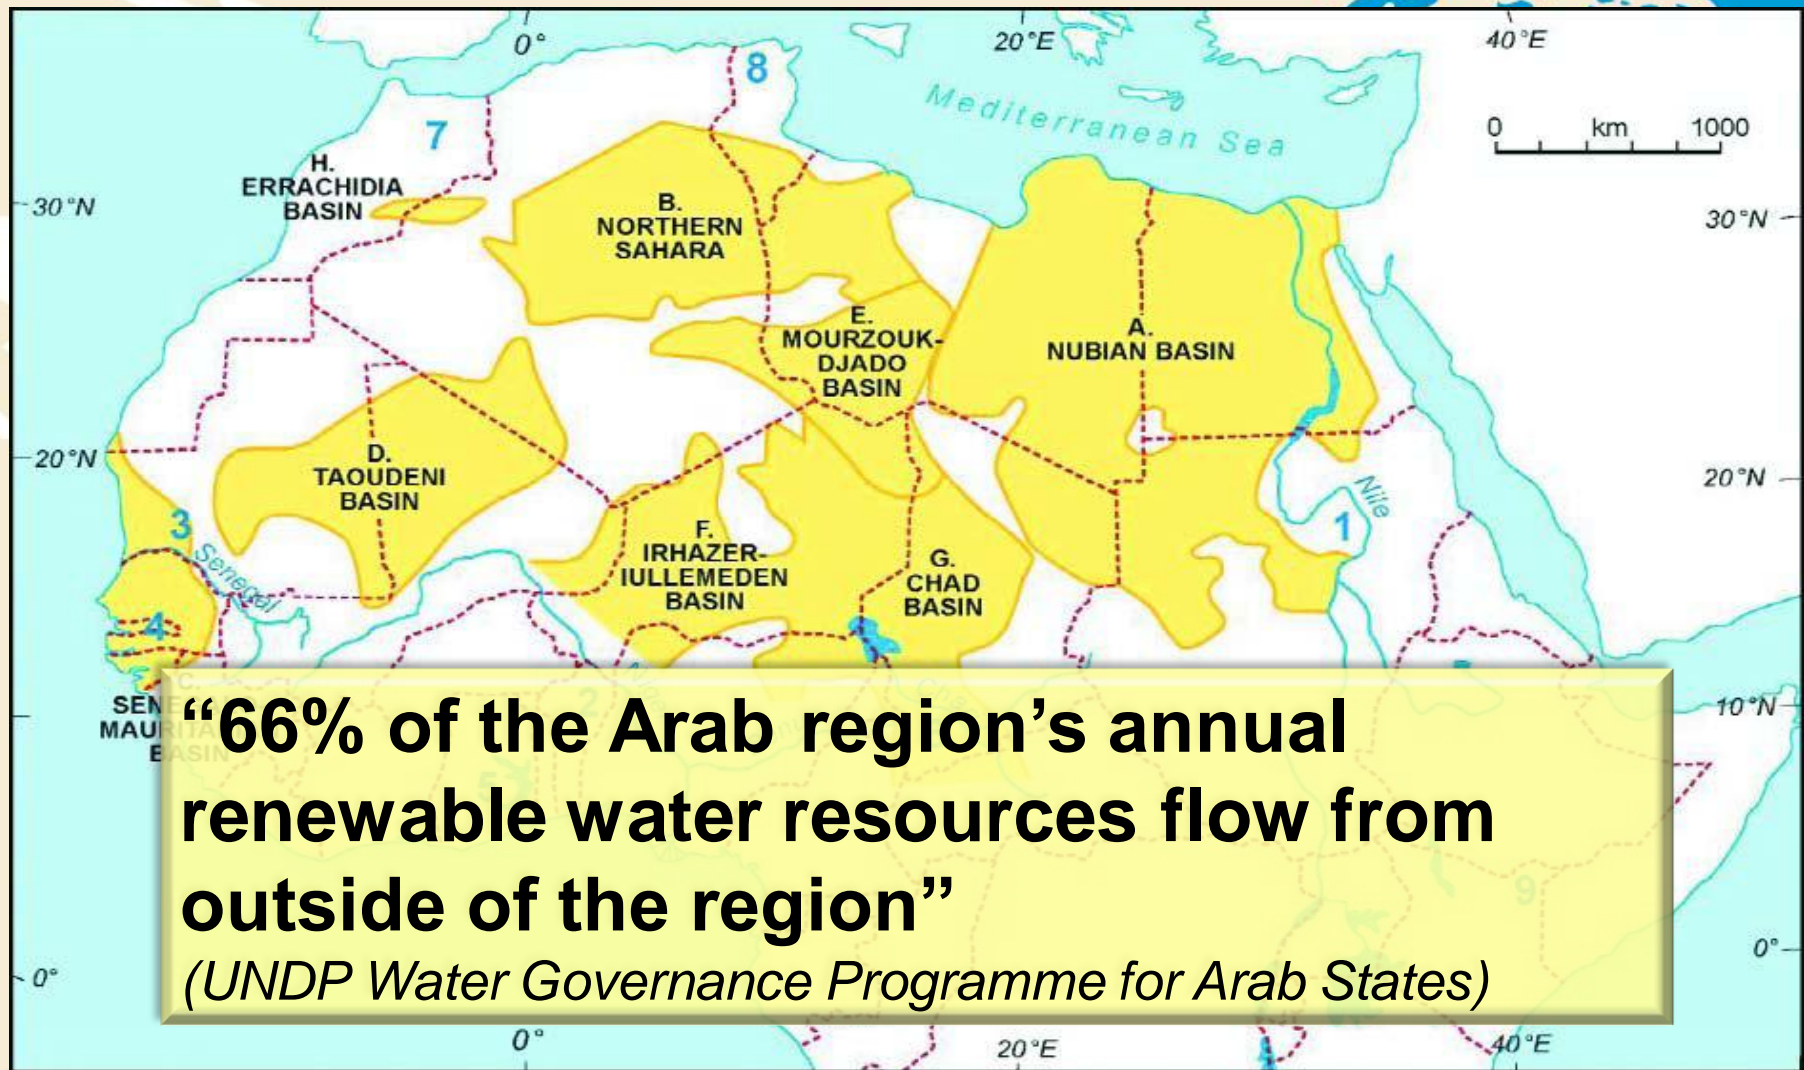 0°
20°E
40°E
8
Mediterranean Sea
0 km 1000
7
H.
ERRACHIDIA
BASIN
30°N
B.
NORTHERN
SAHARA
30°N
E.
MOURZOUK-
DJADO
BASIN
A.
NUBIAN BASIN
20°N
D.
TAOUDENI
BASIN
20°N
Nile
3
Senegal
F.
IRHAZER-
IULLEMEDEN
BASIN
G.
CHAD
BASIN
1
4
10°N
2
5
9
“66% of the Arab region’s annual
renewable water resources flow from
outside of the region”
(UNDP Water Governance Programme for Arab States)
0°
0°
0°
20°E
40°E